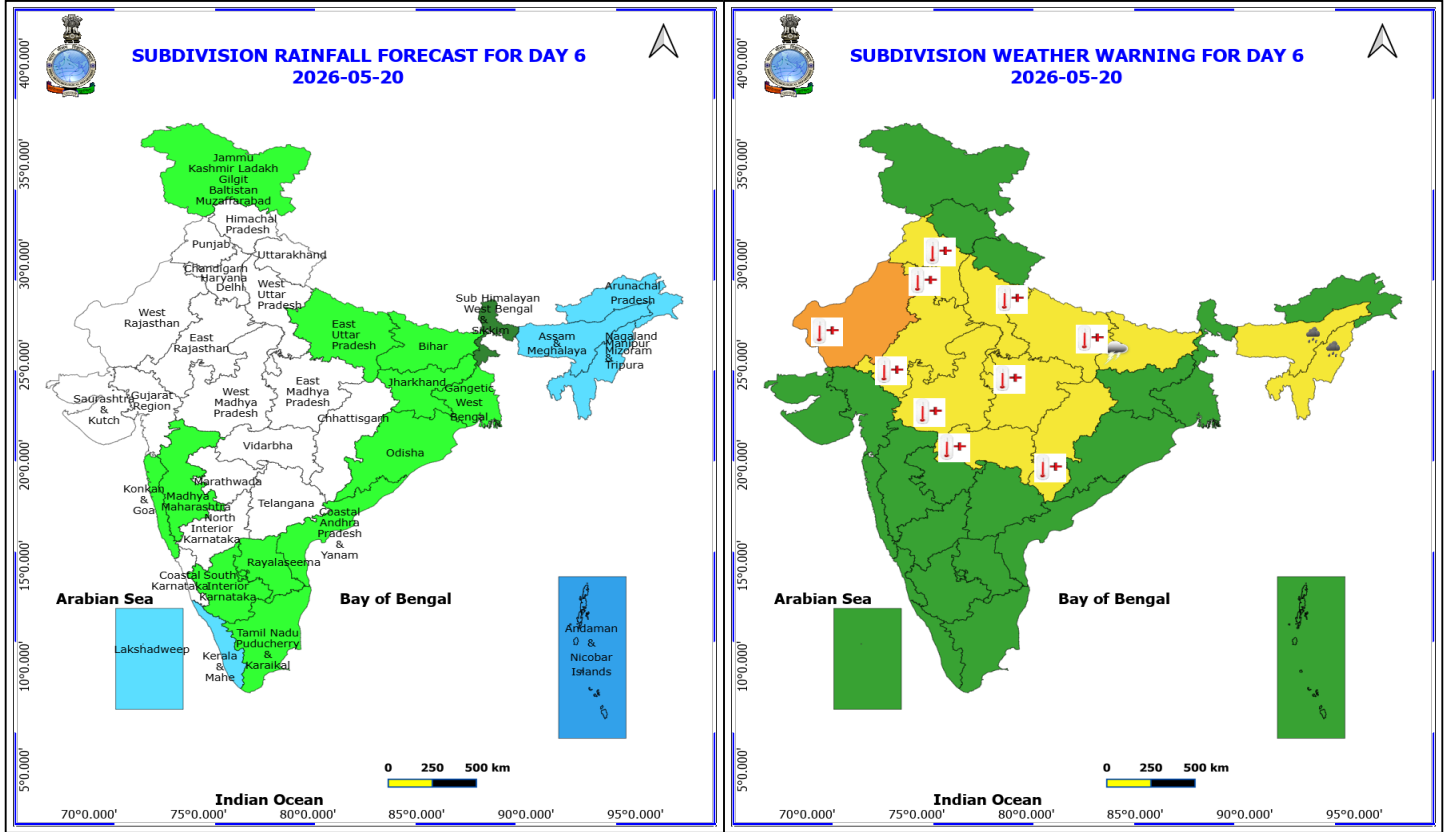 SUBDIVISION RAINFALL FORECAST FOR DAY 6
2026-05-20
40°0.000'
35°0.000'
30°0.000'
25°0.000'
20°0.000'
15°0.000'
10°0.000'
5°0.000'
Jammu
Kashmir Ladakh
Gilgit
Baltistan
Muzaffarabad
Himachal
Pradesh
Punjab
Uttarakhand
Chandigarh
Haryana
Delhi
West
Uttar
Pradesh
West
Rajasthan
East
Rajasthan
East
Uttar
Pradesh
Bihar
Sub Himalayan
West Bengal
&
Sikkim
Arunachal
Pradesh
Assam
&
Meghalaya
Nagaland
Manipur
Mizoram
&
Tripura
Jharkhand
Gangetic
West
Bengal
Saurashtra
&
Kutch
Gujarat
Region
West
Madhya
Pradesh
East
Madhya
Pradesh
Chhattisgarh
Vidarbha
Odisha
Konkan
&
Goa
Madhya
Maharashtra
Marathwada
Telangana
North
Interior
Karnataka
Coastal
Andhra
Pradesh
&
Yanam
Rayalaseema
Coastal
Karnataka
South
Interior
Karnataka
Tamil Nadu
Puducherry
&
Karaikal
Kerala
&
Mahe
Lakshadweep
Andaman
&
Nicobar
Islands
Arabian Sea
Bay of Bengal
Indian Ocean
0 250 500 km
70°0.000' 75°0.000' 80°0.000' 85°0.000' 90°0.000' 95°0.000'
SUBDIVISION WEATHER WARNING FOR DAY 6
2026-05-20
40°0.000'
35°0.000'
30°0.000'
25°0.000'
20°0.000'
15°0.000'
10°0.000'
5°0.000'
Arabian Sea
Bay of Bengal
Indian Ocean
0 250 500 km
70°0.000' 75°0.000' 80°0.000' 85°0.000' 90°0.000' 95°0.000'